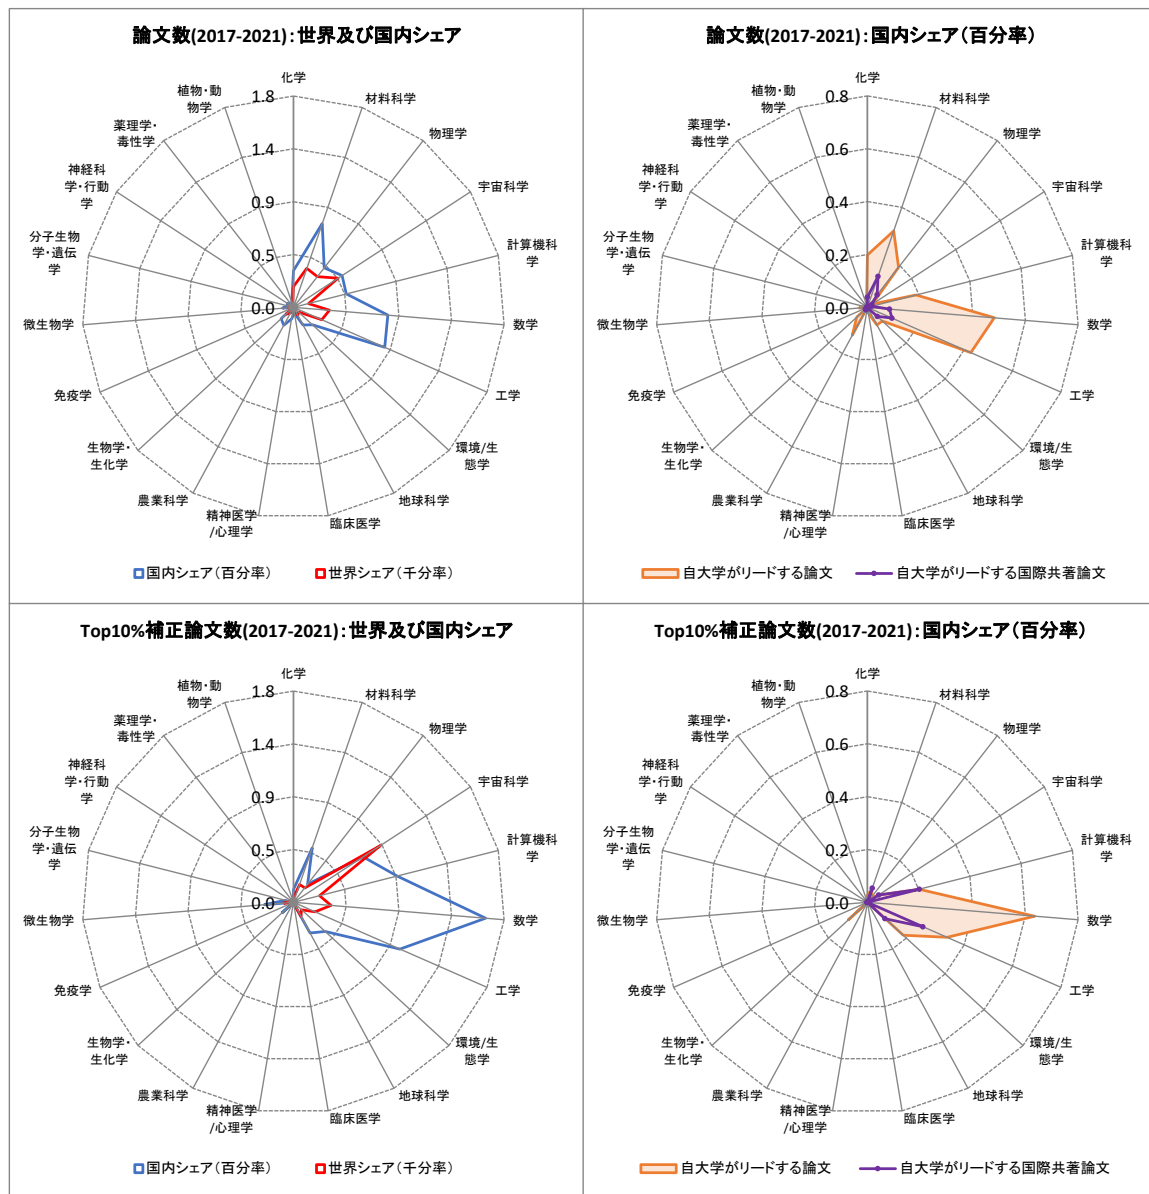 論文数(2017-2021)：世界及び国内シェア
化学
材料科学
物理学
宇宙科学
計算機科
学
数学
工学
環境/生
態学
地球科学
臨床医学
精神医学
/心理学
農業科学
生物学・
生化学
免疫学
微生物学
分子生物
学・遺伝
学
神経科
学・行動
学
薬理学・
毒性学
植物・動
物学
1.8
1.4
0.9
0.5
0.0
国内シェア（百分率）
世界シェア（千分率）
論文数(2017-2021)：国内シェア（百分率）
化学
材料科学
物理学
宇宙科学
計算機科
学
数学
工学
環境/生
態学
地球科学
臨床医学
精神医学
/心理学
農業科学
生物学・
生化学
免疫学
微生物学
分子生物
学・遺伝
学
神経科
学・行動
学
薬理学・
毒性学
植物・動
物学
0.8
0.6
0.4
0.2
0.0
自大学がリードする論文
自大学がリードする国際共著論文
Top10%補正論文数(2017-2021)：世界及び国内シェア
化学
材料科学
物理学
宇宙科学
計算機科
学
数学
工学
環境/生
態学
地球科学
臨床医学
精神医学
/心理学
農業科学
生物学・
生化学
免疫学
微生物学
分子生物
学・遺伝
学
神経科
学・行動
学
薬理学・
毒性学
植物・動
物学
1.8
1.4
0.9
0.5
0.0
国内シェア（百分率）
世界シェア（千分率）
Top10%補正論文数(2017-2021)：国内シェア（百分率）
化学
材料科学
物理学
宇宙科学
計算機科
学
数学
工学
環境/生
態学
地球科学
臨床医学
精神医学
/心理学
農業科学
生物学・
生化学
免疫学
微生物学
分子生物
学・遺伝
学
神経科
学・行動
学
薬理学・
毒性学
植物・動
物学
0.8
0.6
0.4
0.2
0.0
自大学がリードする論文
自大学がリードする国際共著論文